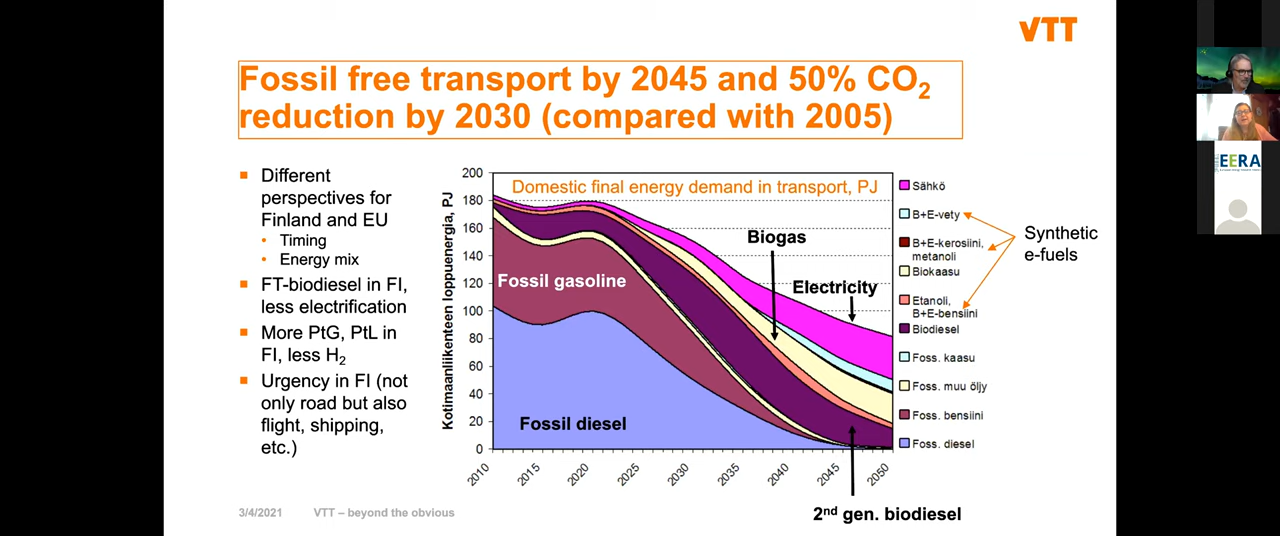 VTT
Fossil free transport by 2045 and 50% CO2
reduction by 2030 (compared with 2005)
Different
perspectives for
Finland and EU
Timing
Energy mix
FT-biodiesel in FI,
less electrification
More PtG, PtL in
FI, less H2
Urgency in FI (not
only road but also
flight, shipping,
etc.)
Kotimaanliikenteen loppuenergia, PJ
Domestic final energy demand in transport, PJ
200
180
160
140
120
100
80
60
40
20
0
2010
2015
2020
2025
2030
2035
2040
2045
2050
Biogas
Electricity
Fossil gasoline
Fossil diesel
2nd gen. biodiesel
Sähkö
B+E-vety
B+E-kerosiini,
metanoli
Biokaasu
Etanoli,
B+E-bensiini
Biodiesel
Foss. kaasu
Foss. muu öljy
Foss. bensiini
Foss. diesel
Synthetic
e-fuels
3/4/2021
VTT – beyond the obvious
EERA